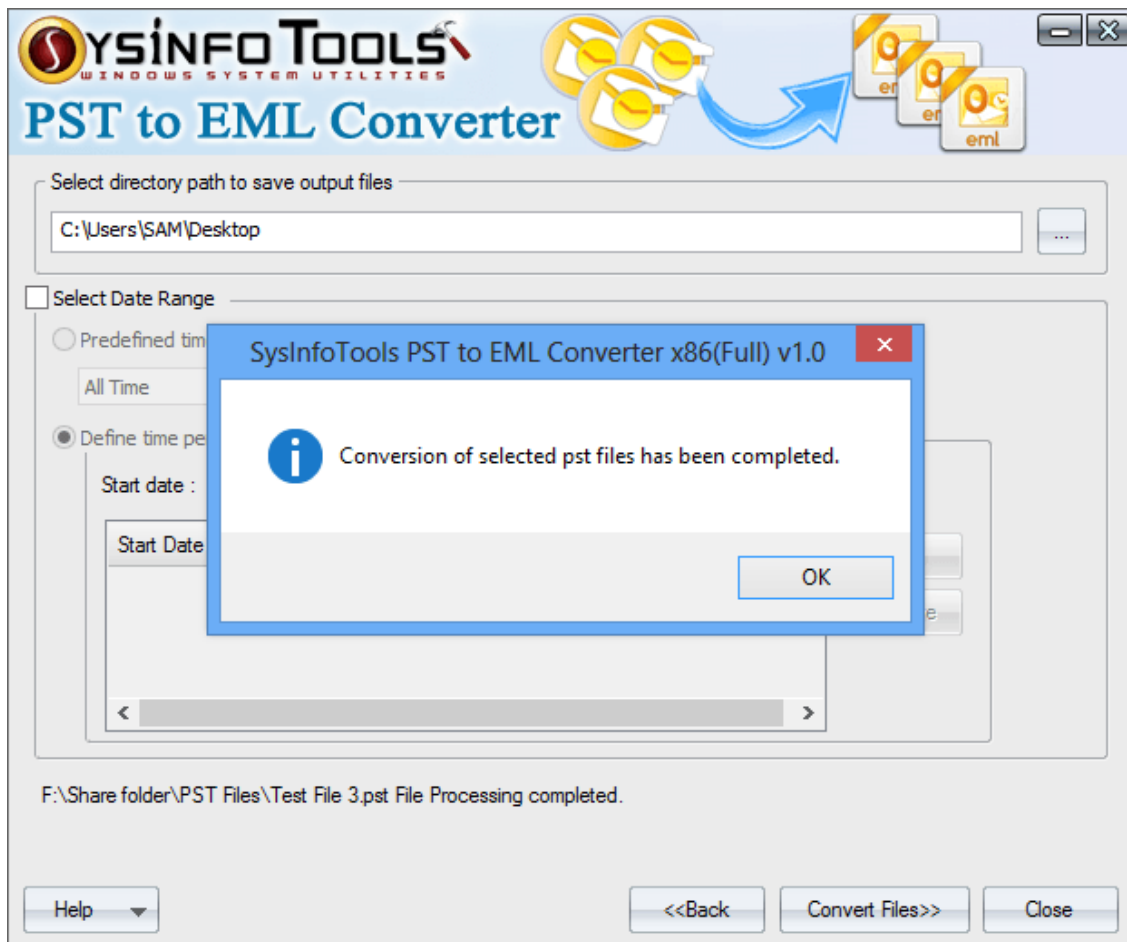 SYSINFO TOOLS
WINDOWS SYSTEM UTILITIES
PST to EML Converter
eml
Select directory path to save output files
C:\Users\SAM\Desktop
...
Select Date Range
Predefined tim
All Time
Define time pe
Start date :
Start Date
SysInfoTools PST to EML Converter x86(Full) v1.0
Conversion of selected pst files has been completed.
OK
F:\Share folder\PST Files\Test File 3.pst File Processing completed.
Help
<<Back
Convert Files>>
Close